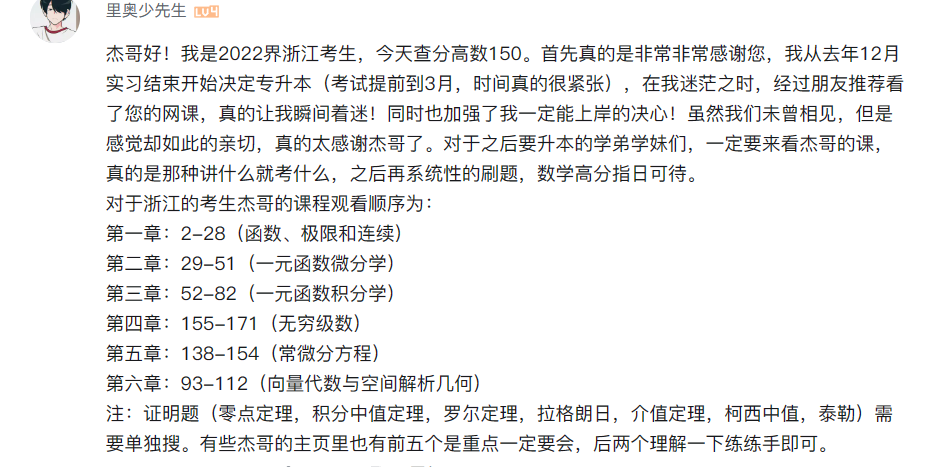 里奥少先生 LV4
杰哥好！我是2022界浙江考生，今天查分高数150。首先真的是非常非常感谢您，我从去年12月
实习结束开始决定专升本（考试提前到3月，时间真的很紧张），在我迷茫之时，经过朋友推荐看
了您的网课，真的让我瞬间着迷！同时也加强了我一定能上岸的决心！虽然我们未曾相见，但是
感觉却如此的亲切，真的太感谢杰哥了。对于之后要升本的学弟学妹们，一定要来看杰哥的课，
真的是那种讲什么就考什么，之后再系统性的刷题，数学高分指日可待。
对于浙江的考生杰哥的课程观看顺序为：
第一章：2-28（函数、极限和连续）
第二章：29-51（一元函数微分学）
第三章：52-82（一元函数积分学）
第四章：155-171（无穷级数）
第五章：138-154（常微分方程）
第六章：93-112（向量代数与空间解析几何）
注：证明题（零点定理，积分中值定理，罗尔定理，拉格朗日，介值定理，柯西中值，泰勒）需
要单独搜。有些杰哥的主页里也有前五个是重点一定要会，后两个理解一下练练手即可。